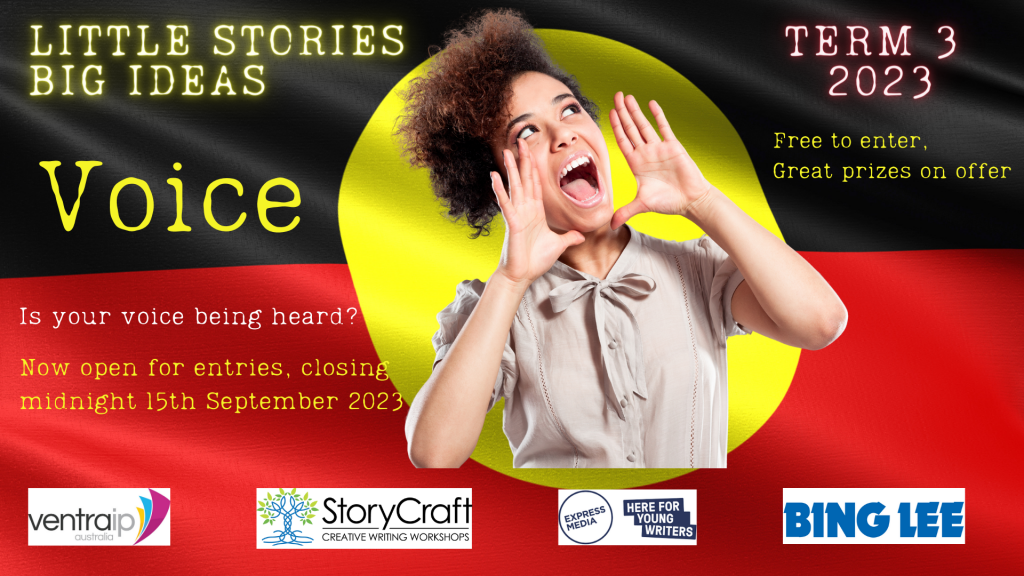 LITTLE STORIES
BIG IDEAS
TERM 3
2023
Free to enter,
Great prizes on offer
Voice
Is your voice being heard?
Now open for entries, closing
midnight 15th September 2023
ventraip
australia
StoryCraft
CREATIVE WRITING WORKSHOPS
EXPRESS
MEDIA
HERE FOR
YOUNG
WRITERS
BING LEE